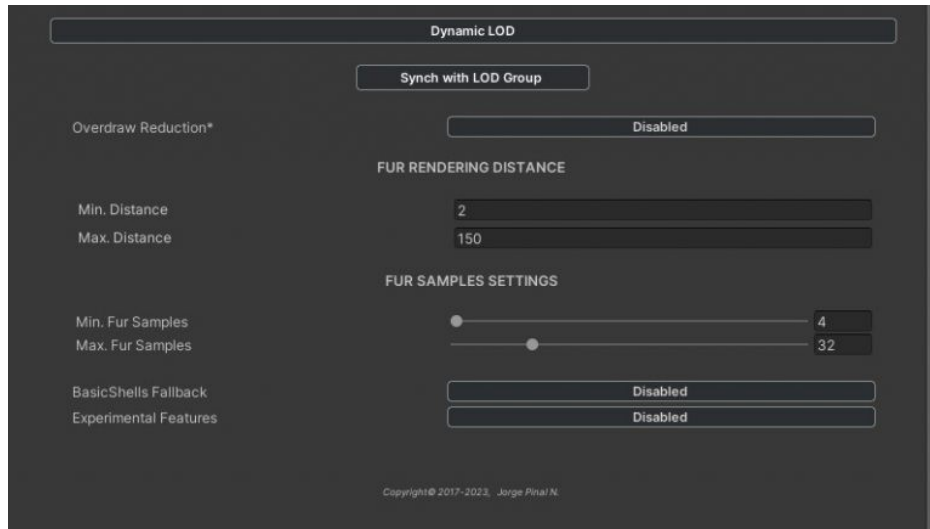 Dynamic LOD
Synch with LOD Group
Overdraw Reduction* Disabled
FUR RENDERING DISTANCE
Min. Distance 2
Max. Distance 150
FUR SAMPLES SETTINGS
Min. Fur Samples 4
Max. Fur Samples 32
BasicShells Fallback Disabled
Experimental Features Disabled
Copyright© 2017-2023, Jorge Pinal N.